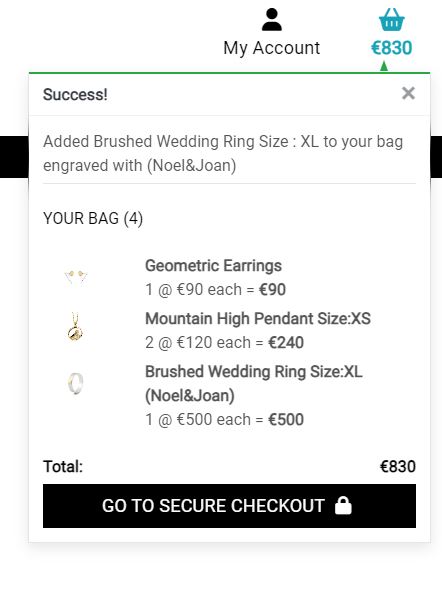 My Account
€830
Success!
×
Added Brushed Wedding Ring Size : XL to your bag
engraved with (Noel&Joan)
YOUR BAG (4)
Geometric Earrings
1 @ €90 each = €90
Mountain High Pendant Size:XS
2 @ €120 each = €240
Brushed Wedding Ring Size:XL
(Noel&Joan)
1 @ €500 each = €500
Total: €830
GO TO SECURE CHECKOUT